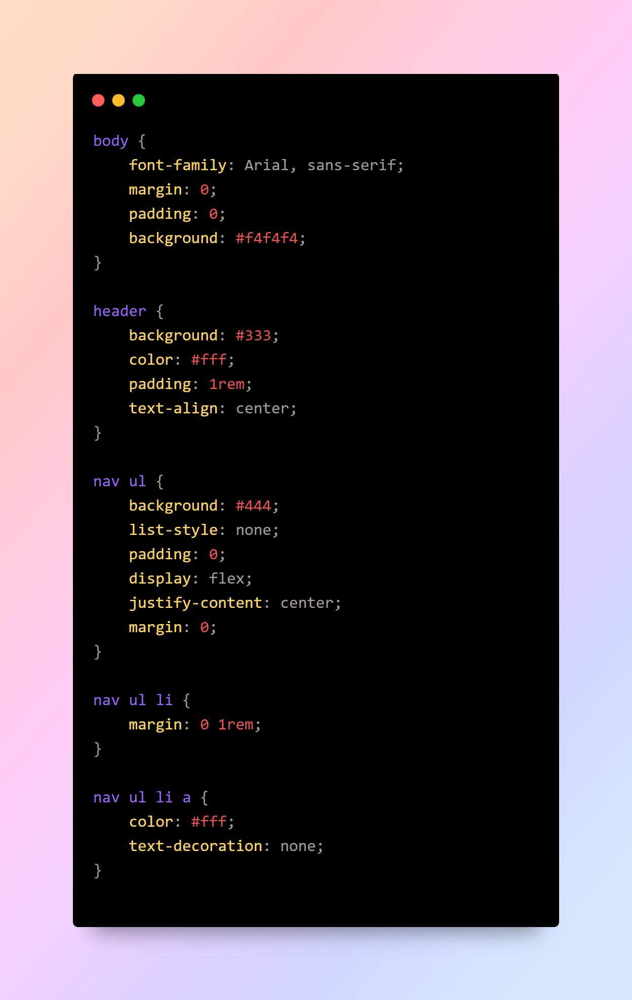 body {
    font-family: Arial, sans-serif;
    margin: 0;
    padding: 0;
    background: #f4f4f4;
}

header {
    background: #333;
    color: #fff;
    padding: 1rem;
    text-align: center;
}

nav ul {
    background: #444;
    list-style: none;
    padding: 0;
    display: flex;
    justify-content: center;
    margin: 0;
}

nav ul li {
    margin: 0 1rem;
}

nav ul li a {
    color: #fff;
    text-decoration: none;
}